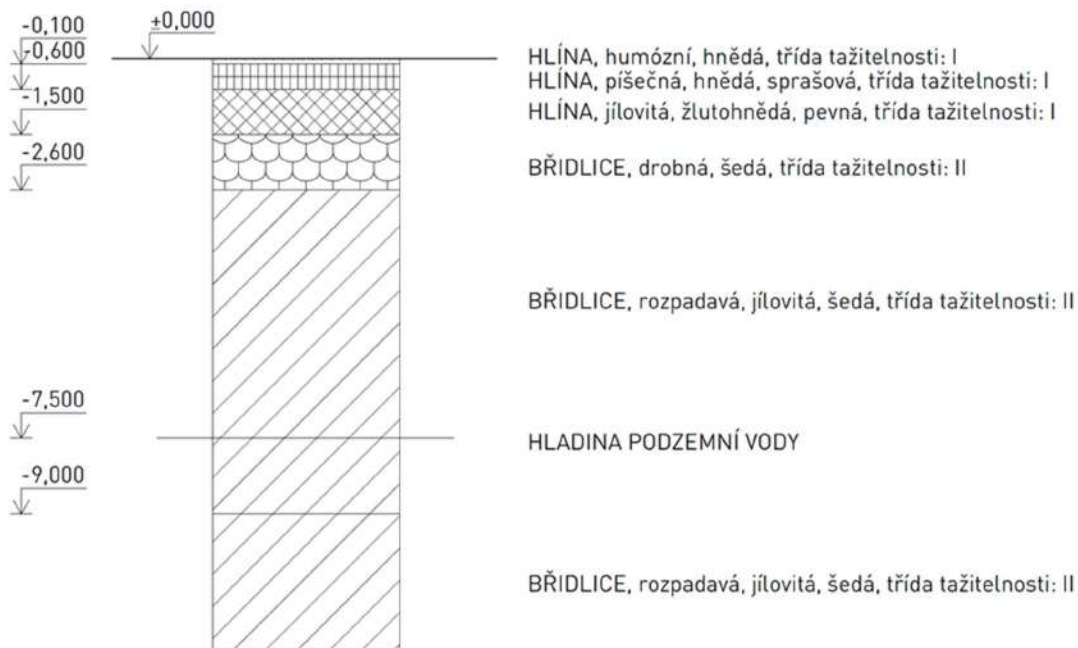 -0,100
±0,000
-0,600
HLÍNA, humózní, hnědá, třída tažitelnosti: I
HLÍNA, píšečná, hnědá, sprašová, třída tažitelnosti: I
-1,500
HLÍNA, jílovitá, žlutohnědá, pevná, třída tažitelnosti: I
-2,600
BŘIDLICE, drobná, šedá, třída tažitelnosti: II
BŘIDLICE, rozpadavá, jílovitá, šedá, třída tažitelnosti: II
-7,500
HLADINA PODZEMNÍ VODY
-9,000
BŘIDLICE, rozpadavá, jílovitá, šedá, třída tažitelnosti: II